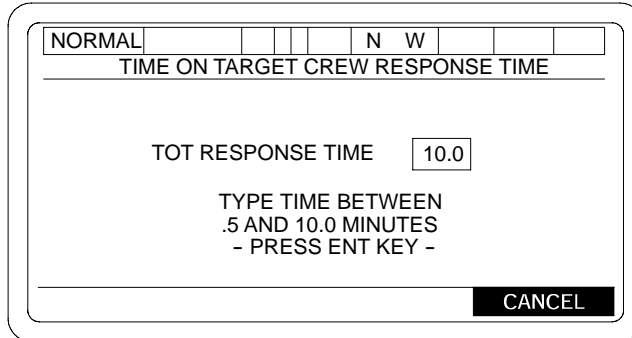 NORMAL N W
TIME ON TARGET CREW RESPONSE TIME
TOT RESPONSE TIME 10.0
TYPE TIME BETWEEN
.5 AND 10.0 MINUTES
- PRESS ENT KEY -
CANCEL